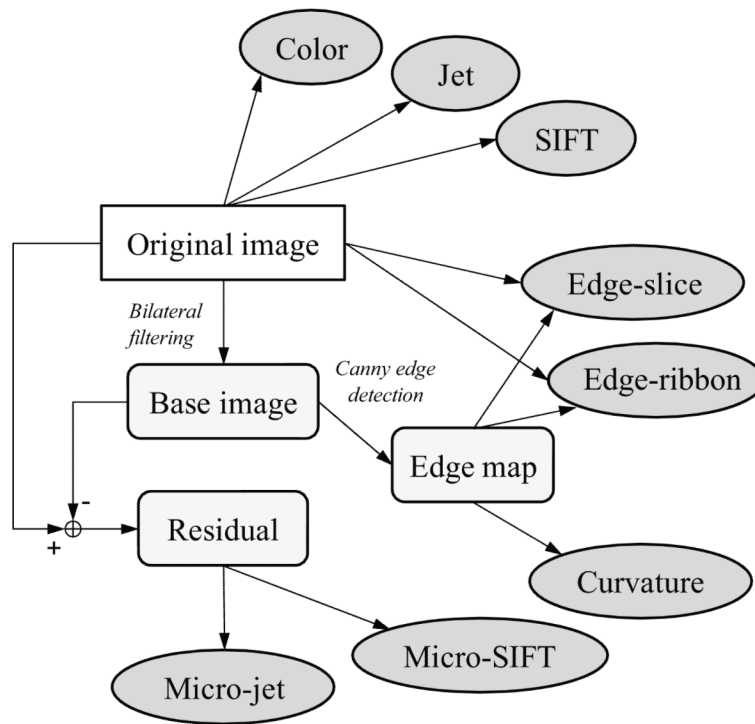 Color
Jet
SIFT
Original image
Edge-slice
Bilateral
filtering
Canny edge
detection
Edge-ribbon
Base image
Edge map
-
+
Residual
Curvature
Micro-SIFT
Micro-jet